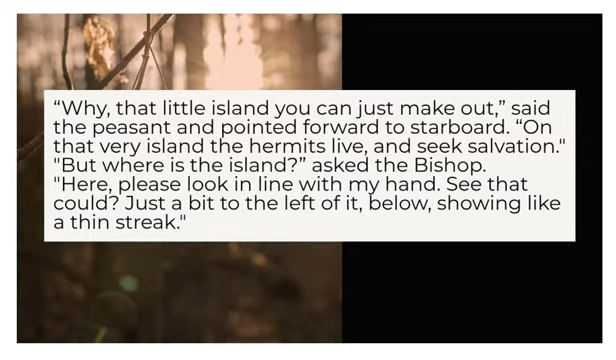 “Why, that little island you can just make out,” said
the peasant and pointed forward to starboard. “On
that very island the hermits live, and seek salvation."
"But where is the island?” asked the Bishop.
"Here, please look in line with my hand. See that
could? Just a bit to the left of it, below, showing like
a thin streak."